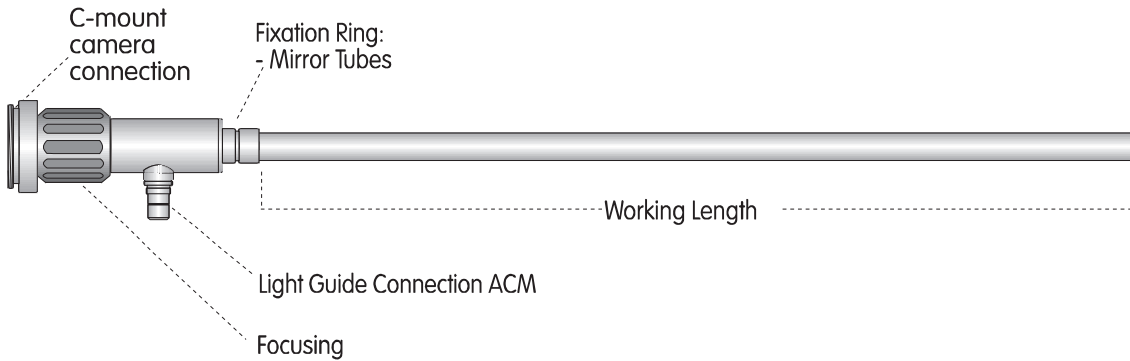 C-mount
camera
connection
Fixation Ring:
- Mirror Tubes
Working Length
Light Guide Connection ACM
Focusing